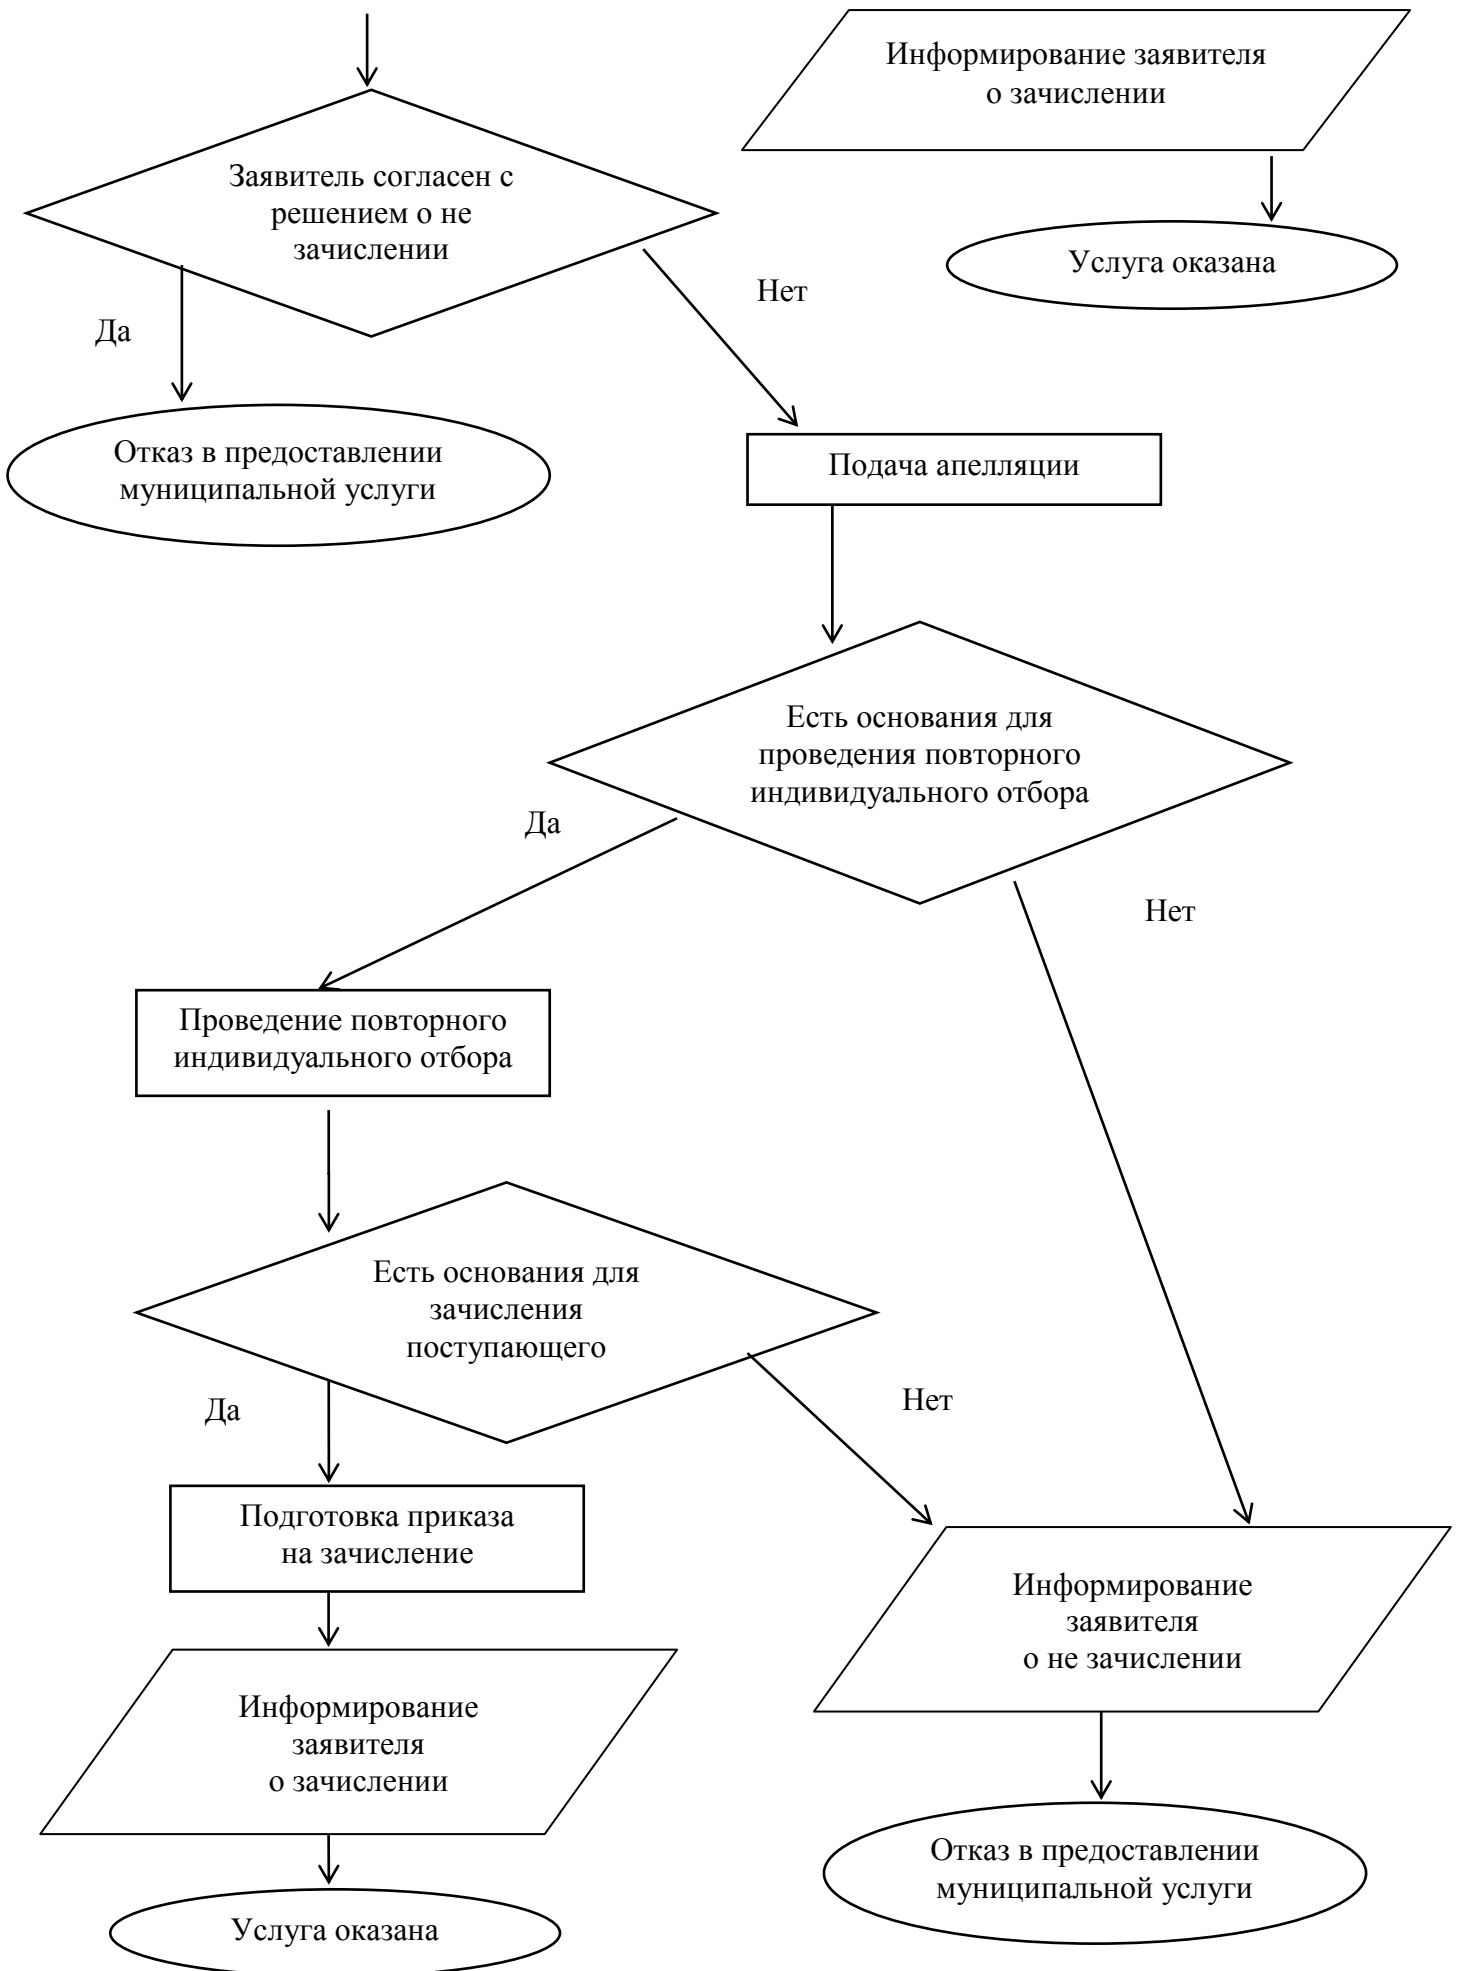 Информирование заявителя
о зачислении
Заявитель согласен с
решением о не
зачислении
Услуга оказана
Нет
Да
Отказ в предоставлении
муниципальной услуги
Подача апелляции
Есть основания для
проведения повторного
индивидуального отбора
Да
Нет
Проведение повторного
индивидуального отбора
Есть основания для
зачисления
поступающего
Да
Нет
Подготовка приказа
на зачисление
Информирование
заявителя
о не зачислении
Информирование
заявителя
о зачислении
Отказ в предоставлении
муниципальной услуги
Услуга оказана